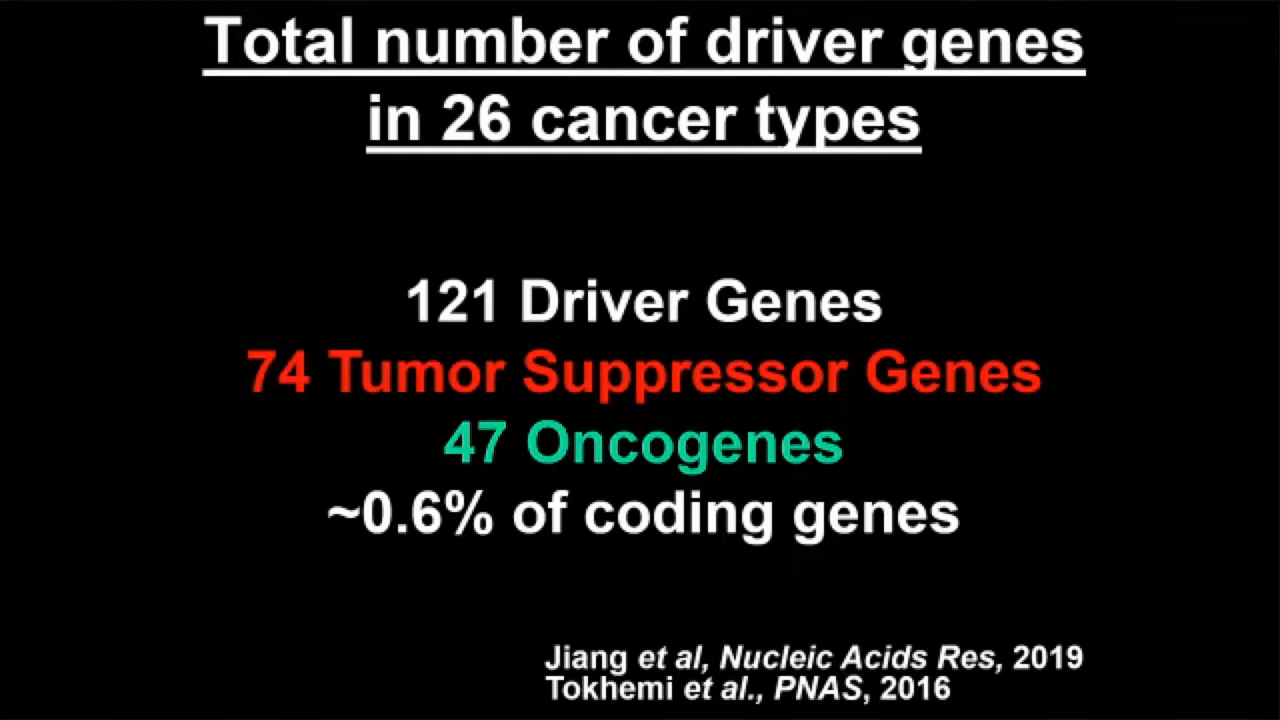 Total number of driver genes
in 26 cancer types
121 Driver Genes
74 Tumor Suppressor Genes
47 Oncogenes
~0.6% of coding genes
Jiang et al, Nucleic Acids Res, 2019
Tokhemi et al., PNAS, 2016